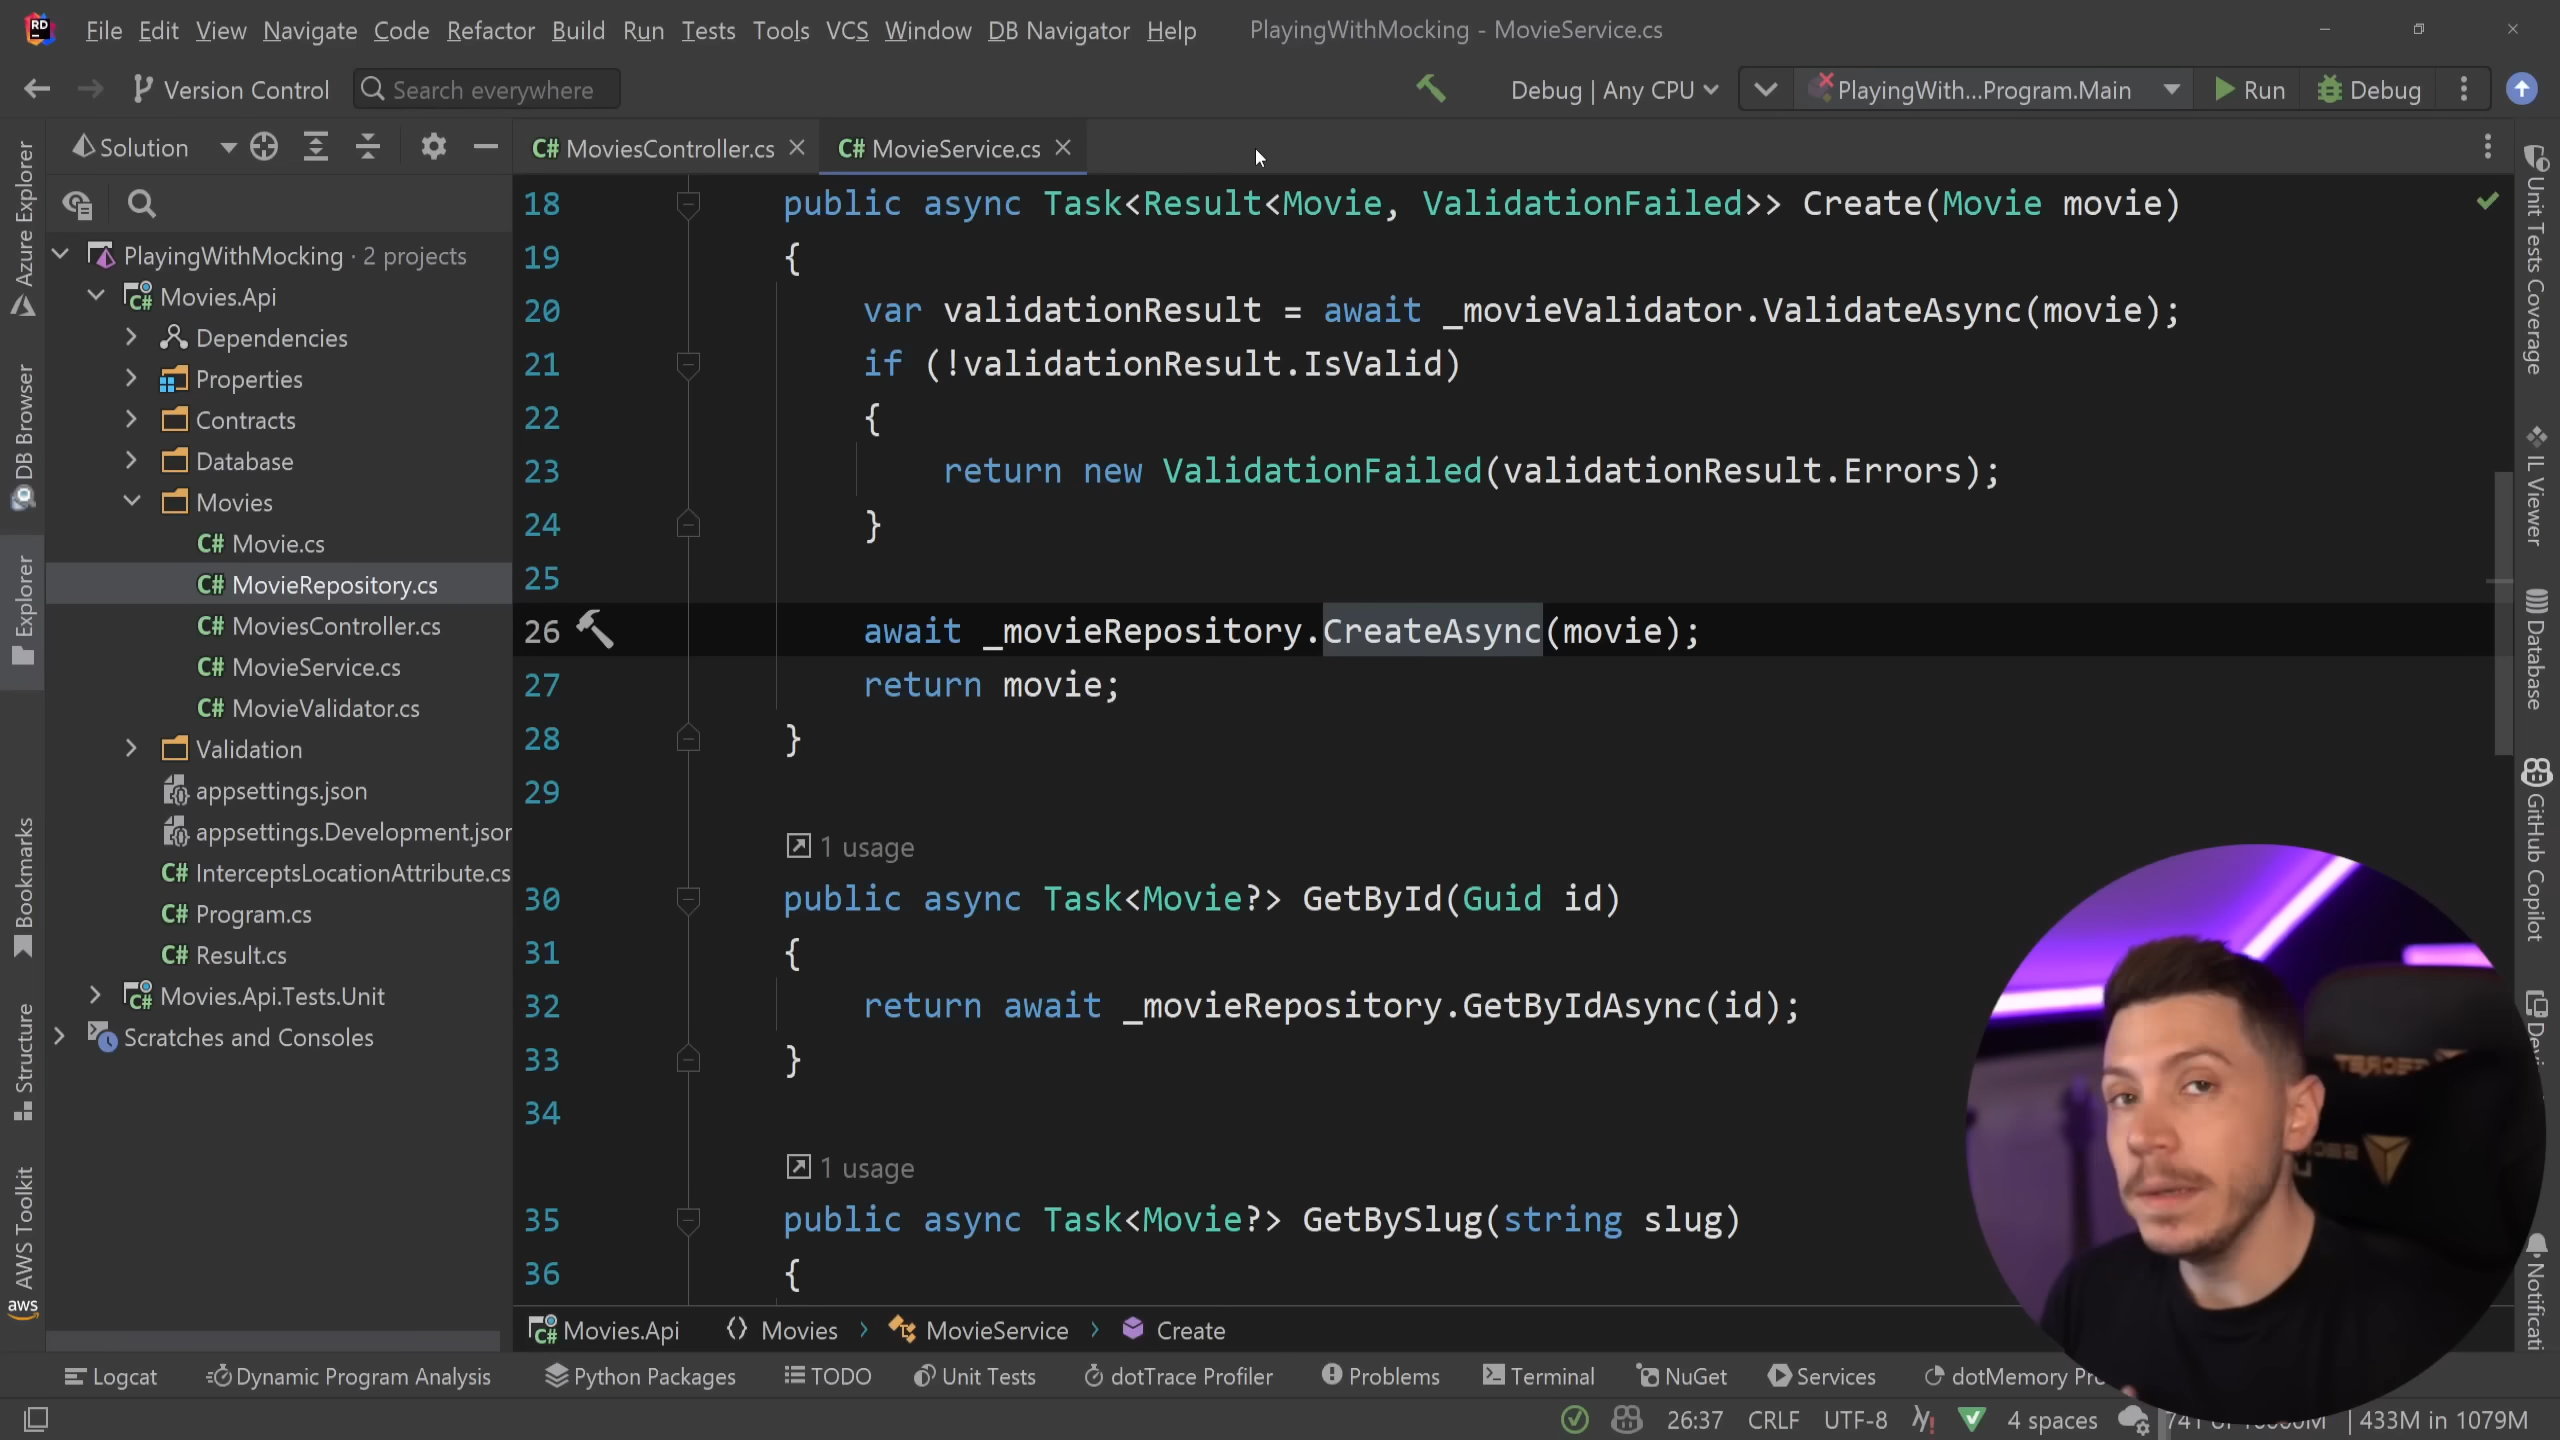 RD File Edit View Navigate Code Refactor Build Run Tests Tools VCS Window DB Navigator Help PlayingWithMocking - MovieService.cs
Version Control Search everywhere Debug | Any CPU PlayingWith...Program.Main Run Debug
Solution
C# MoviesController.cs
C# MovieService.cs
PlayingWithMocking · 2 projects
Movies.Api
Dependencies
Properties
Contracts
Database
Movies
C# Movie.cs
C# MovieRepository.cs
C# MoviesController.cs
C# MovieService.cs
C# MovieValidator.cs
Validation
appsettings.json
appsettings.Development.json
C# InterceptsLocationAttribute.cs
C# Program.cs
C# Result.cs
Movies.Api.Tests.Unit
Scratches and Consoles
Azure Explorer
DB Browser
Explorer
Bookmarks
Structure
AWS Toolkit
aws
18 public async Task<Result<Movie, ValidationFailed>> Create(Movie movie)
19 {
20 var validationResult = await _movieValidator.ValidateAsync(movie);
21 if (!validationResult.IsValid)
22 {
23 return new ValidationFailed(validationResult.Errors);
24 }
25
26 await _movieRepository.CreateAsync(movie);
27 return movie;
28 }
29
1 usage
30 public async Task<Movie?> GetById(Guid id)
31 {
32 return await _movieRepository.GetByIdAsync(id);
33 }
34
1 usage
35 public async Task<Movie?> GetBySlug(string slug)
36 {
Unit Tests Coverage
IL Viewer
Database
GitHub Copilot
Notificati
Movies.Api Movies MovieService Create
Logcat Dynamic Program Analysis Python Packages TODO Unit Tests dotTrace Profiler Problems Terminal NuGet Services dotMemory Pro
26:37 CRLF UTF-8 4 spaces 433M in 1079M